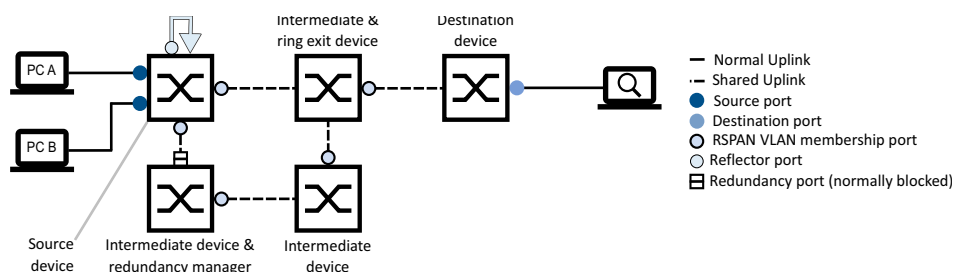 Intermediate &
ring exit device
Destination
device
PC A
PC B
Normal Uplink
Shared Uplink
Source port
Destination port
RSPAN VLAN membership port
Reflector port
Redundancy port (normally blocked)
Source
device
Intermediate device &
redundancy manager
Intermediate
device